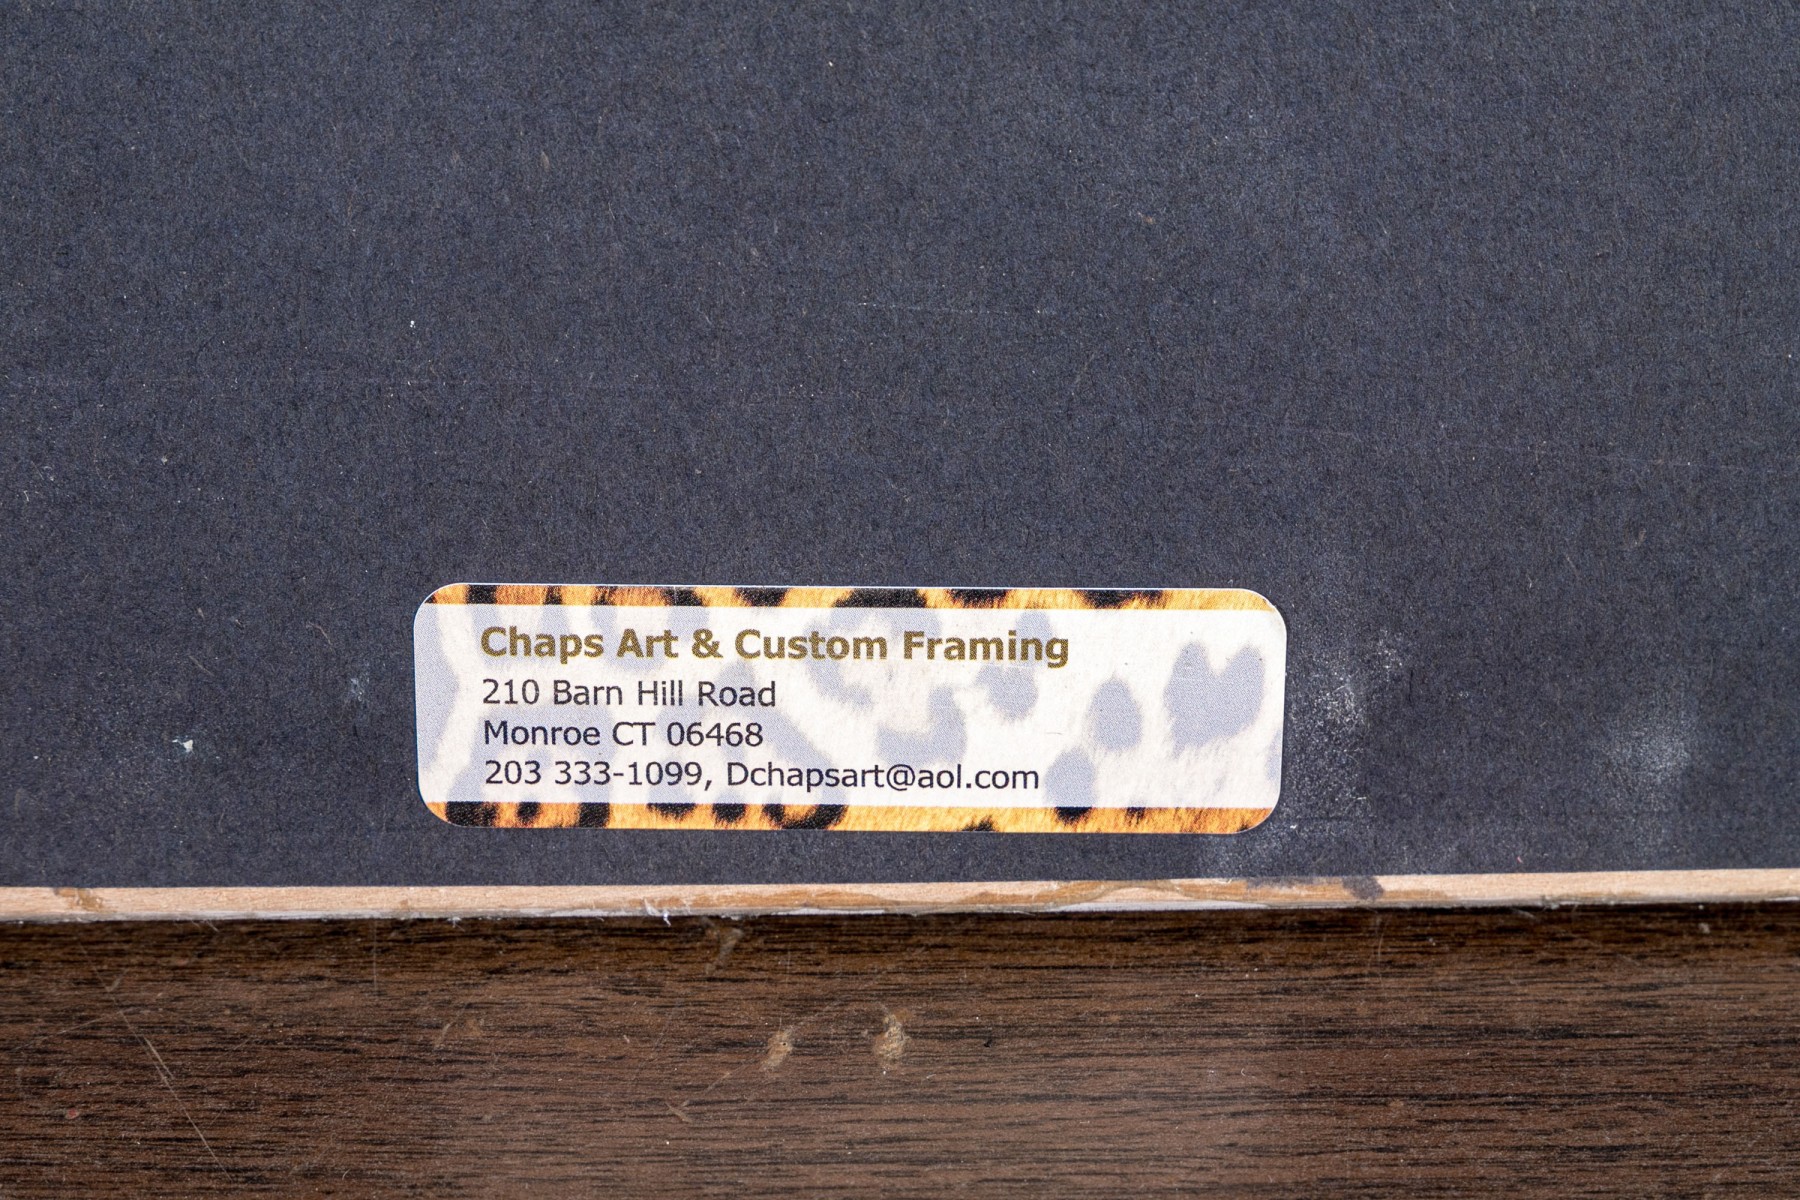 Chaps Art & Custom Framing
210 Barn Hill Road
Monroe CT 06468
203 333-1099, Dchapsart@aol.com